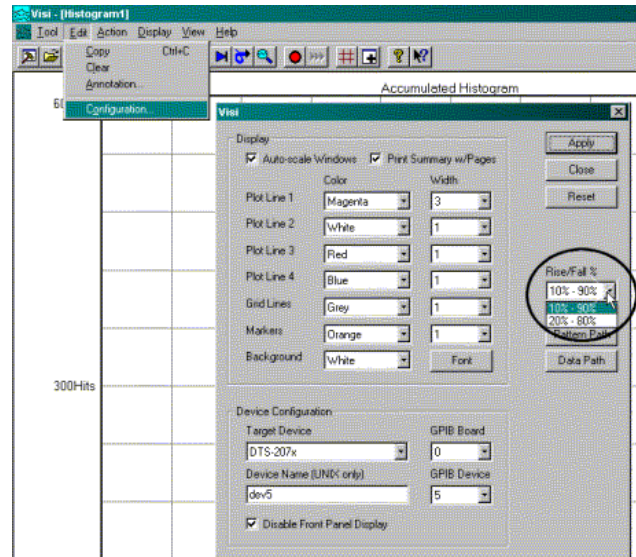 Visi - [Histogram1]
Tool Edit Action Display View Help
Copy Ctrl+C
Clear
Annotation...
Configuration...
Accumulated Histogram
Visi
Display
Auto-scale Windows Print Summary w/Pages
Color Width
Plot Line 1 Magenta 3
Plot Line 2 White 1
Plot Line 3 Red 1
Plot Line 4 Blue 1
Grid Lines Grey 1
Markers Orange 1
Background White Font
Apply
Close
Reset
Rise/Fall %
10% - 90%
10% - 90%
20% - 80%
Pattern Path
Data Path
300Hits
Device Configuration
Target Device GPIB Board
DTS-207x 0
Device Name (UNIX only) GPIB Device
dev5 5
Disable Front Panel Display